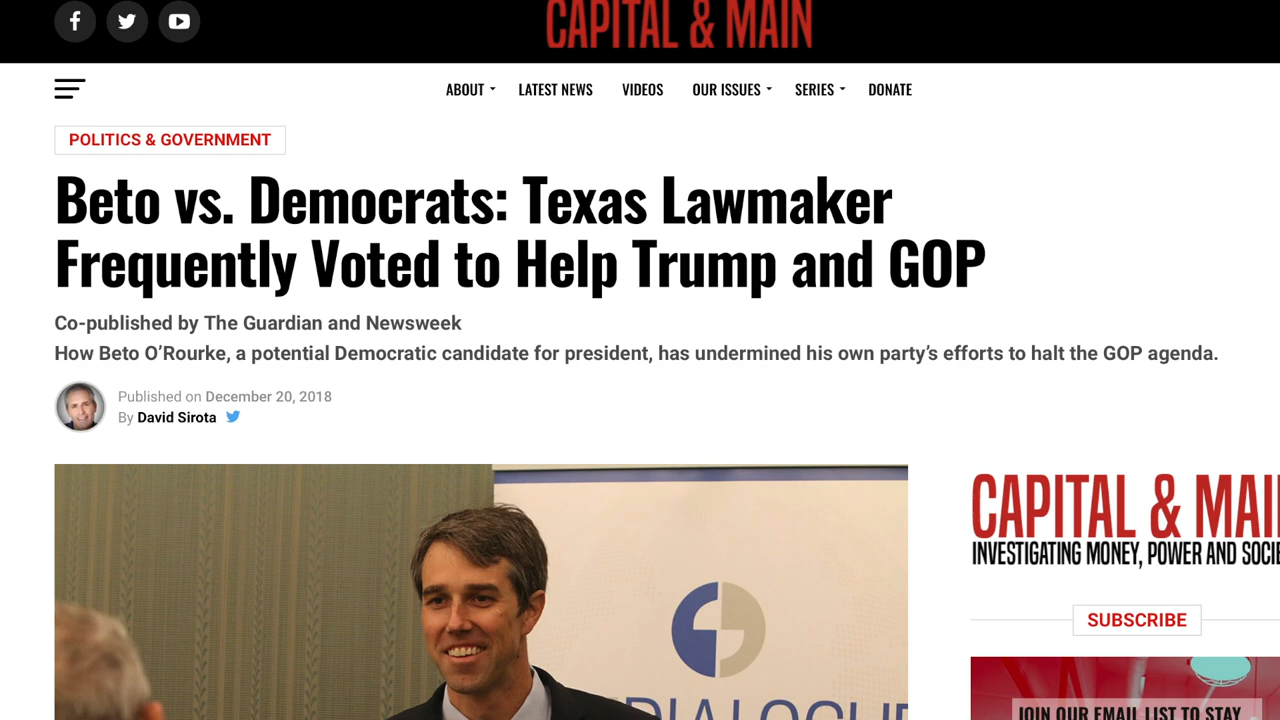 CAPITAL & MAIN
ABOUT LATEST NEWS VIDEOS OUR ISSUES SERIES DONATE
POLITICS & GOVERNMENT
Beto vs. Democrats: Texas Lawmaker
Frequently Voted to Help Trump and GOP
Co-published by The Guardian and Newsweek
How Beto O’Rourke, a potential Democratic candidate for president, has undermined his own party’s efforts to halt the GOP agenda.
Published on December 20, 2018
By David Sirota
CAPITAL & MAI
INVESTIGATING MONEY, POWER AND SOCIE
SUBSCRIBE
JOIN OUR EMAIL LIST TO STAY
DIALOGUE